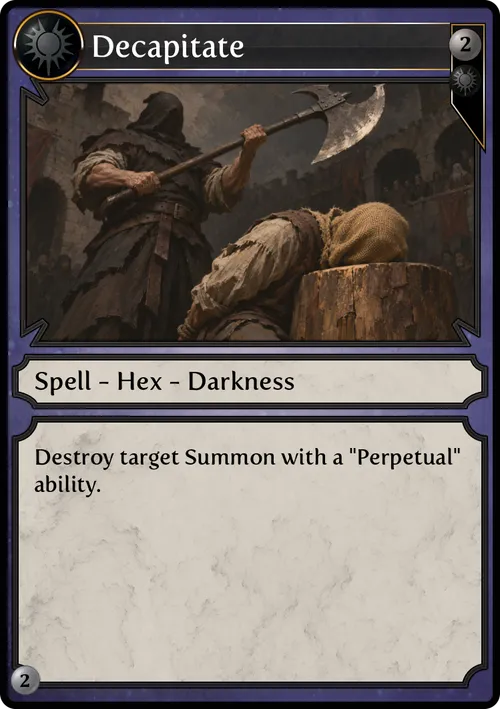 Decapitate
2
Spell - Hex - Darkness
Destroy target Summon with a "Perpetual"
ability.
2